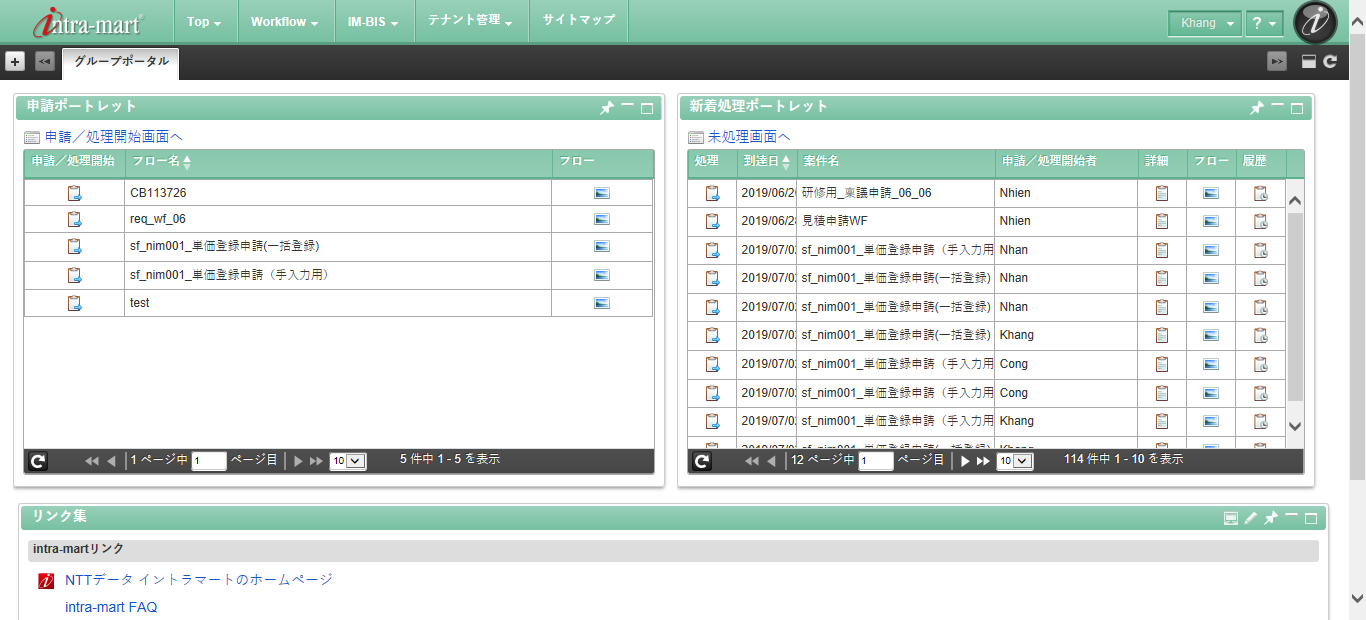 intra-mart Top Workflow IM-BIS テナント管理 サイトマップ Khang ?
グループポータル
申請ポートレット
申請／処理開始画面へ
申請／処理開始 フロー名 フロー
CB113726
req_wf_06
sf_nim001_単価登録申請(一括登録)
sf_nim001_単価登録申請（手入力用）
test
1 ページ中 1 ページ目 10 5 件中 1 - 5 を表示
新着処理ポートレット
未処理画面へ
処理 到達日 案件名 申請／処理開始者 詳細 フロー 履歴
2019/06/2 研修用_稟議申請_06_06 Nhien
2019/06/2 見積申請WF Nhien
2019/07/0 sf_nim001_単価登録申請（手入力用 Nhan
2019/07/0 sf_nim001_単価登録申請(一括登録) Nhan
2019/07/0 sf_nim001_単価登録申請(一括登録) Nhan
2019/07/0 sf_nim001_単価登録申請(一括登録) Khang
2019/07/0 sf_nim001_単価登録申請（手入力用 Cong
2019/07/0 sf_nim001_単価登録申請（手入力用 Cong
2019/07/0 sf_nim001_単価登録申請（手入力用 Khang
12 ページ中 1 ページ目 10 114 件中 1 - 10 を表示
リンク集
intra-martリンク
NTTデータ イントラマートのホームページ
intra-mart FAQ